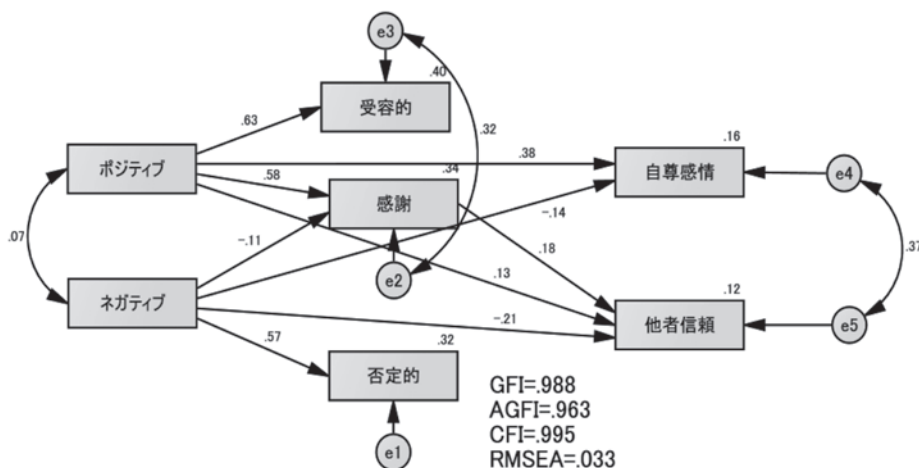 e3
.40
受容的
.63
.32
.16
ポジティブ
.38
自尊感情
e4
.58
.34
感謝
-.14
-.11
.18
.07
.37
e2
.13
.12
ネガティブ
-.21
他者信頼
e5
.57
.32
否定的
GFI=.988
AGFI=.963
CFI=.995
RMSEA=.033
e1